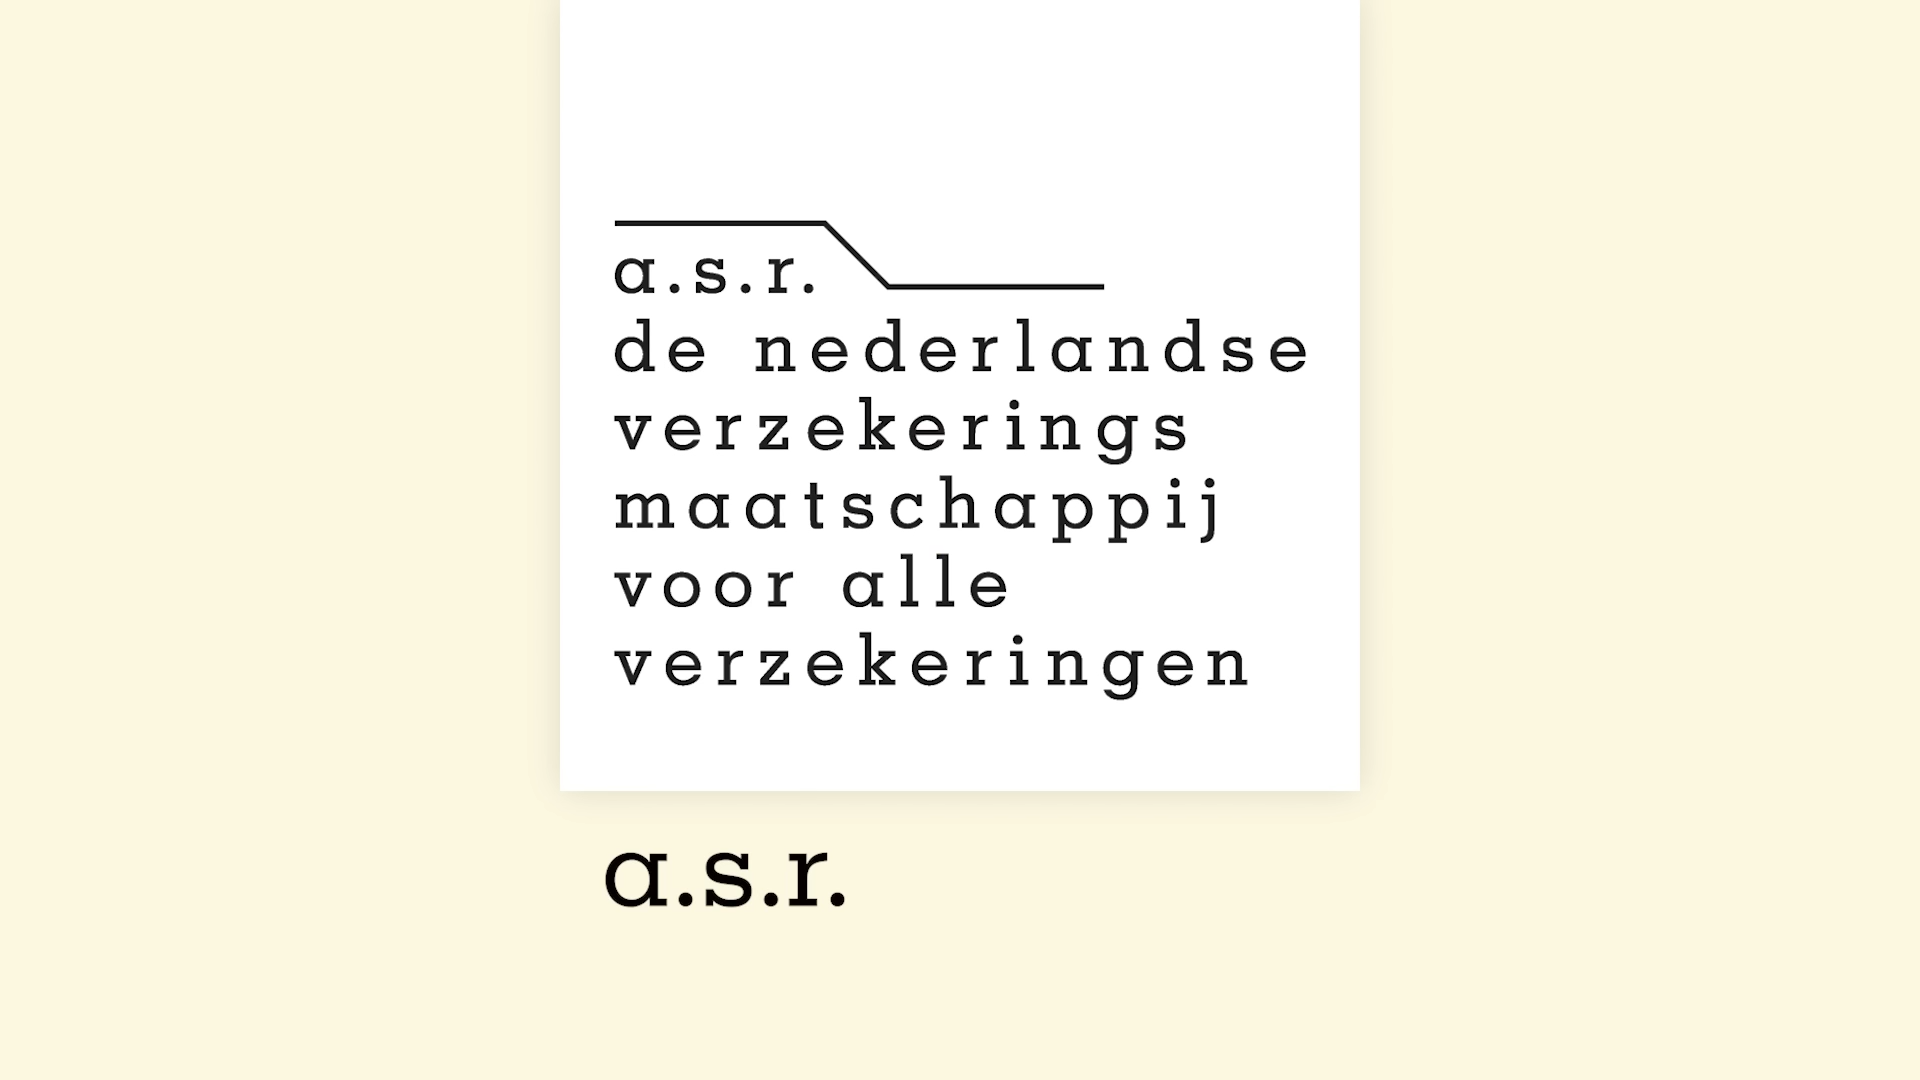 a.s.r.
de nederlandse
verzekerings
maatschappij
voor alle
verzekeringen
a.s.r.